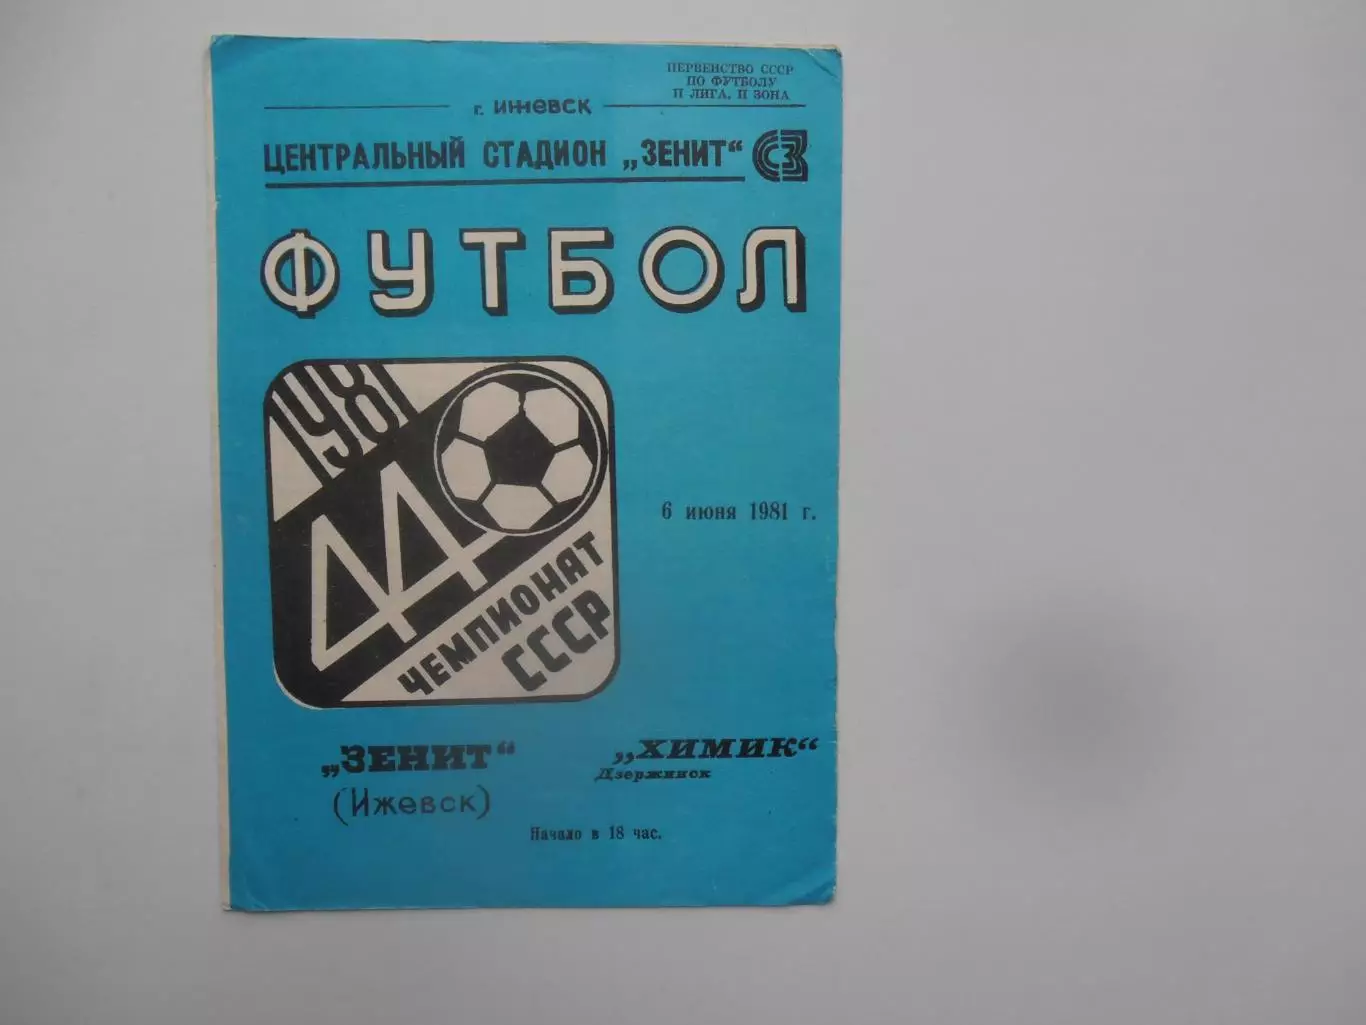 ПЕРВЕНСТВО СССР
ПО ФУТБОЛУ
II ЛИГА, II ЗОНА
г. ИЖЕВСК
ЦЕНТРАЛЬНЫЙ СТАДИОН „ЗЕНИТ“ СЗ
ФУТБОЛ
1981
44
ЧЕМПИОНАТ
СССР
6 июня 1981 г.
„ЗЕНИТ“
(Ижевск)
„ХИМИК“
Дзержинск
Начало в 18 час.